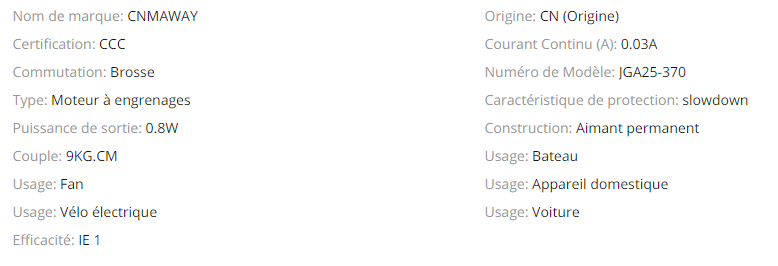 Nom de marque: CNMAWAY
Origine: CN (Origine)
Certification: CCC
Courant Continu (A): 0.03A
Commutation: Brosse
Numéro de Modèle: JGA25-370
Type: Moteur à engrenages
Caractéristique de protection: slowdown
Puissance de sortie: 0.8W
Construction: Aimant permanent
Couple: 9KG.CM
Usage: Bateau
Usage: Fan
Usage: Appareil domestique
Usage: Vélo électrique
Usage: Voiture
Efficacité: IE 1